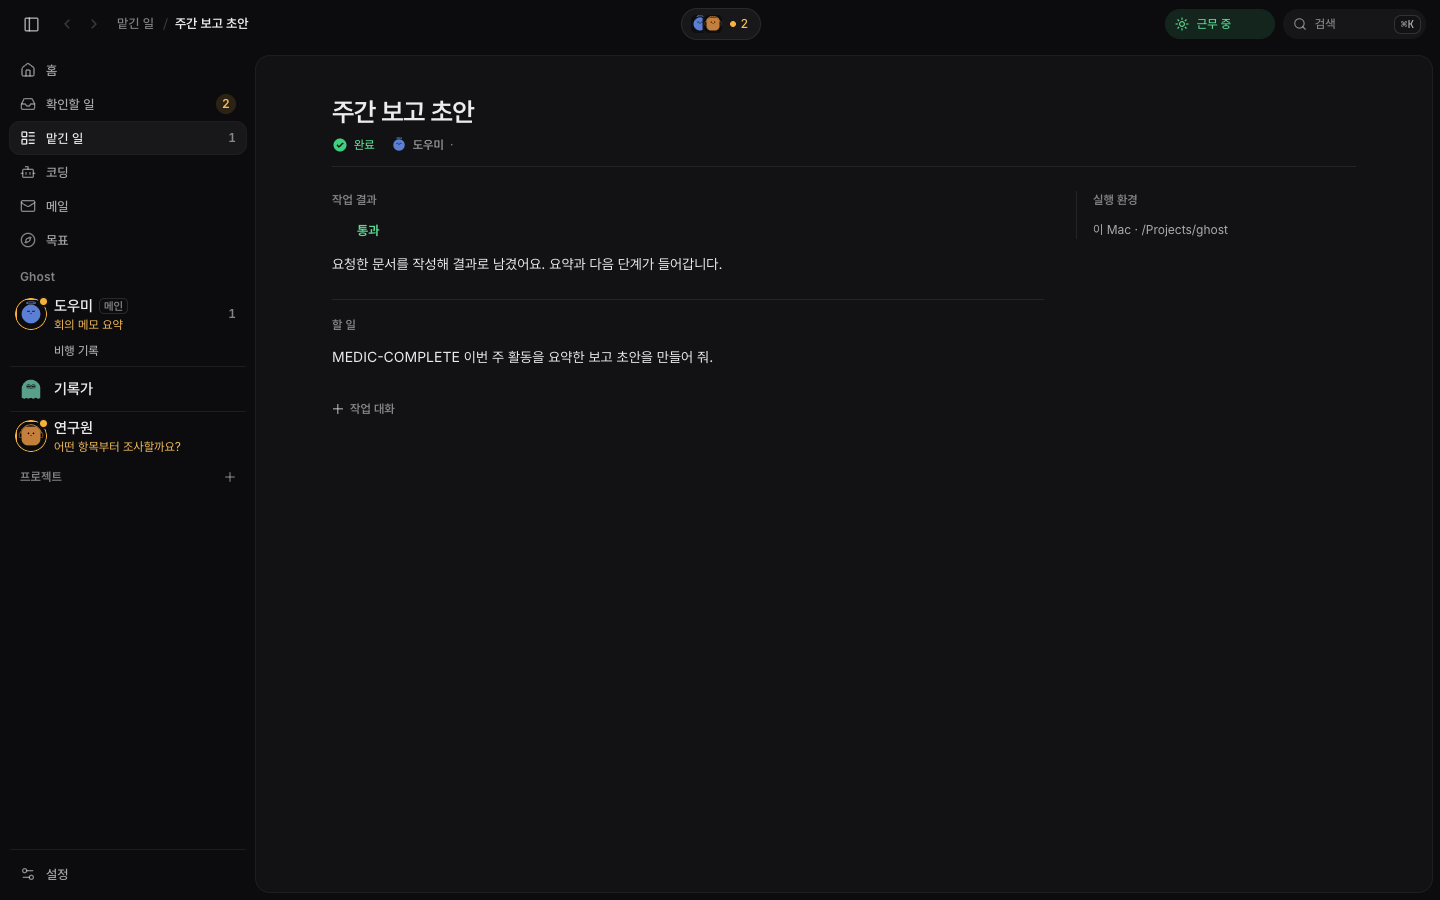 맡긴 일 / 주간 보고 초안
2
근무 중
검색 ⌘K
홈
확인할 일 2
맡긴 일 1
코딩
메일
목표
Ghost
도우미 메인
회의 메모 요약
1
비행 기록
기록가
연구원
어떤 항목부터 조사할까요?
프로젝트
설정
주간 보고 초안
완료 도우미 ·
작업 결과
통과
요청한 문서를 작성해 결과로 남겼어요. 요약과 다음 단계가 들어갑니다.
할 일
MEDIC-COMPLETE 이번 주 활동을 요약한 보고 초안을 만들어 줘.
작업 대화
실행 환경
이 Mac · /Projects/ghost